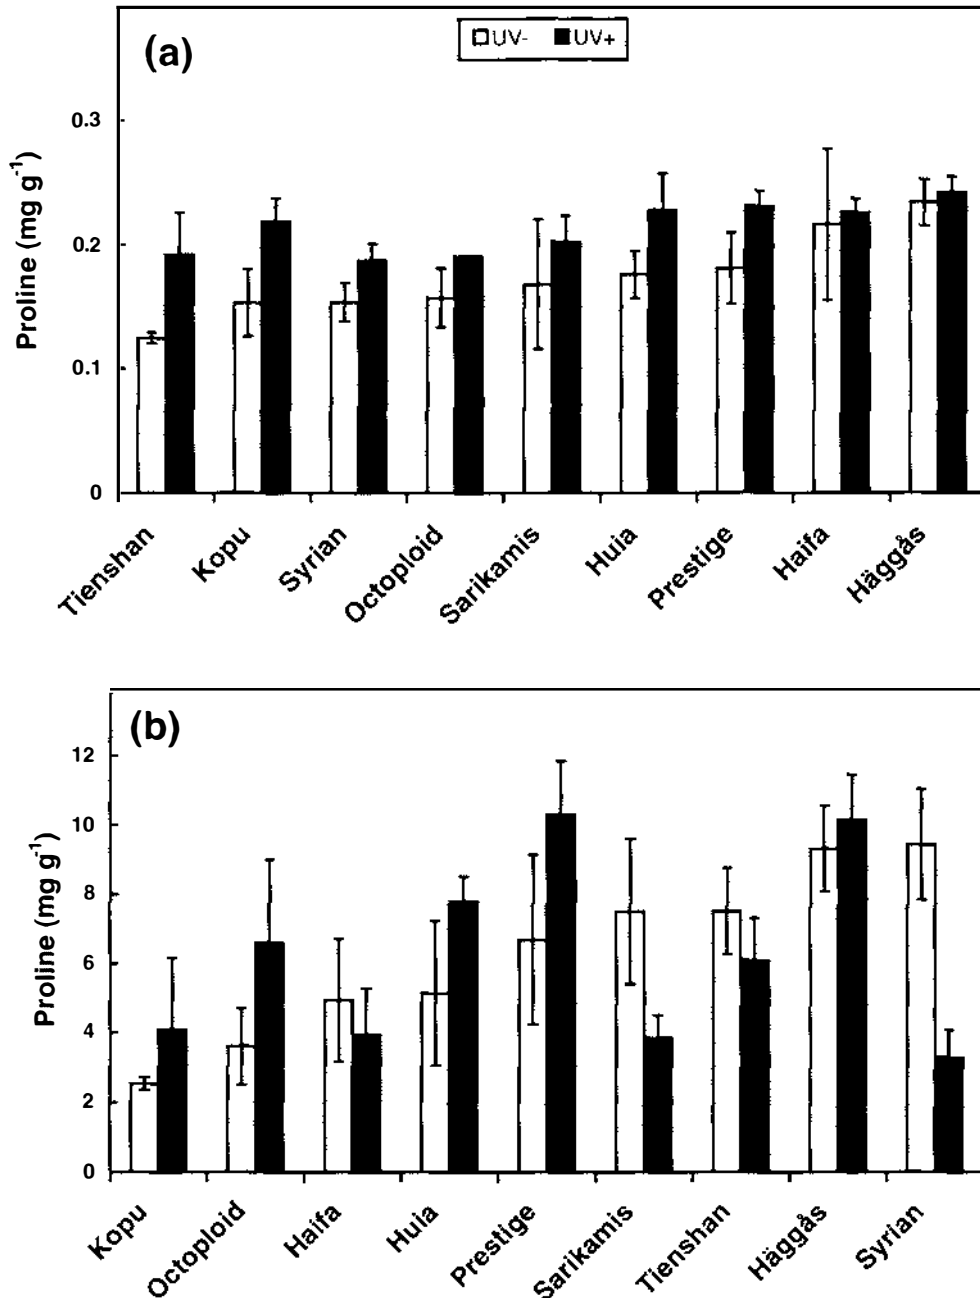 (a)
UV- UV+
Proline (mg g⁻¹)
0.3
0.2
0.1
0
Tienshan Kopu Syrian Octoploid Sarikamis Huia Prestige Haifa Häggås
(b)
Proline (mg g⁻¹)
12
10
8
6
4
2
0
Kopu Octoploid Haifa Huia Prestige Sarikamis Tienshan Häggås Syrian